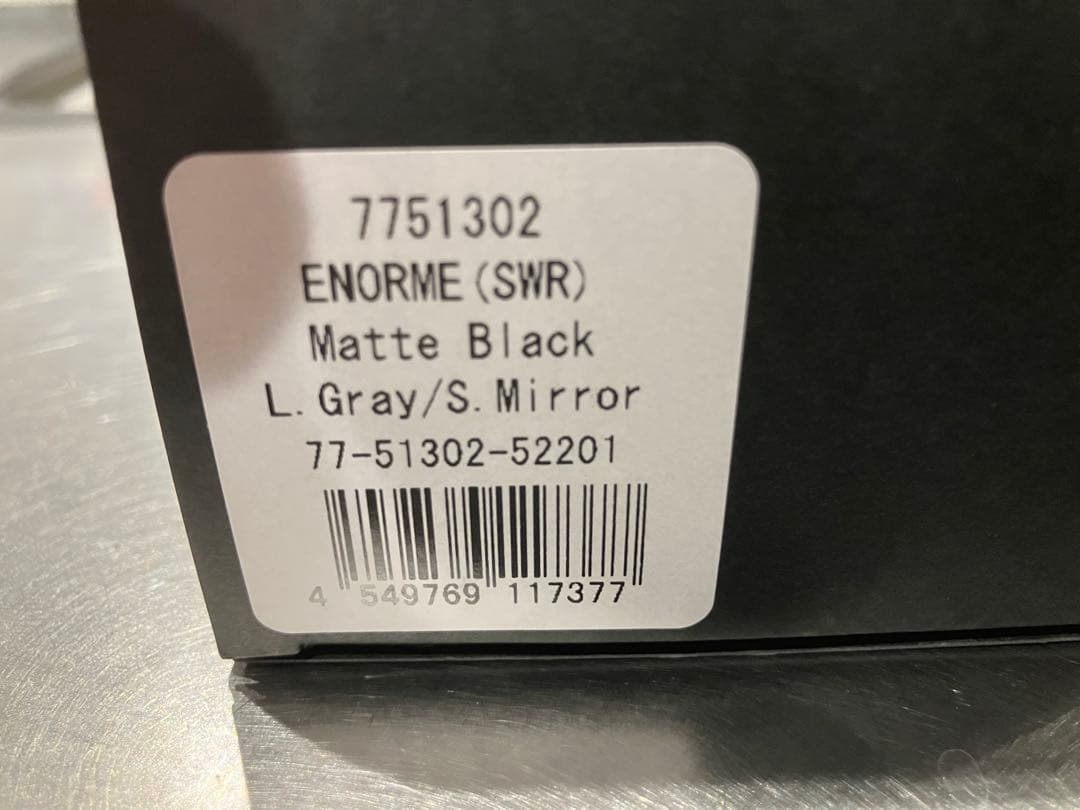 7751302
ENORME(SWR)
Matte Black
L.Gray/S.Mirror
77-51302-52201
4 549769 117377